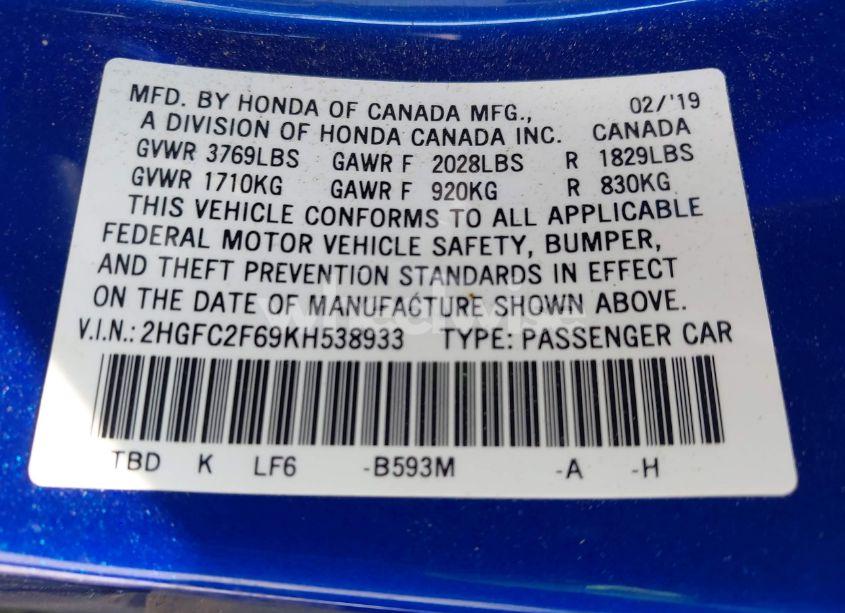 MFD. BY HONDA OF CANADA MFG., 02/'19
A DIVISION OF HONDA CANADA INC. CANADA
GVWR 3769LBS GAWR F 2028LBS R 1829LBS
GVWR 1710KG GAWR F 920KG R 830KG
THIS VEHICLE CONFORMS TO ALL APPLICABLE
FEDERAL MOTOR VEHICLE SAFETY, BUMPER,
AND THEFT PREVENTION STANDARDS IN EFFECT
ON THE DATE OF MANUFACTURE SHOWN ABOVE.
V.I.N.: 2HGFC2F69KH538933 TYPE: PASSENGER CAR
TBD K LF6 -B593M -A -H